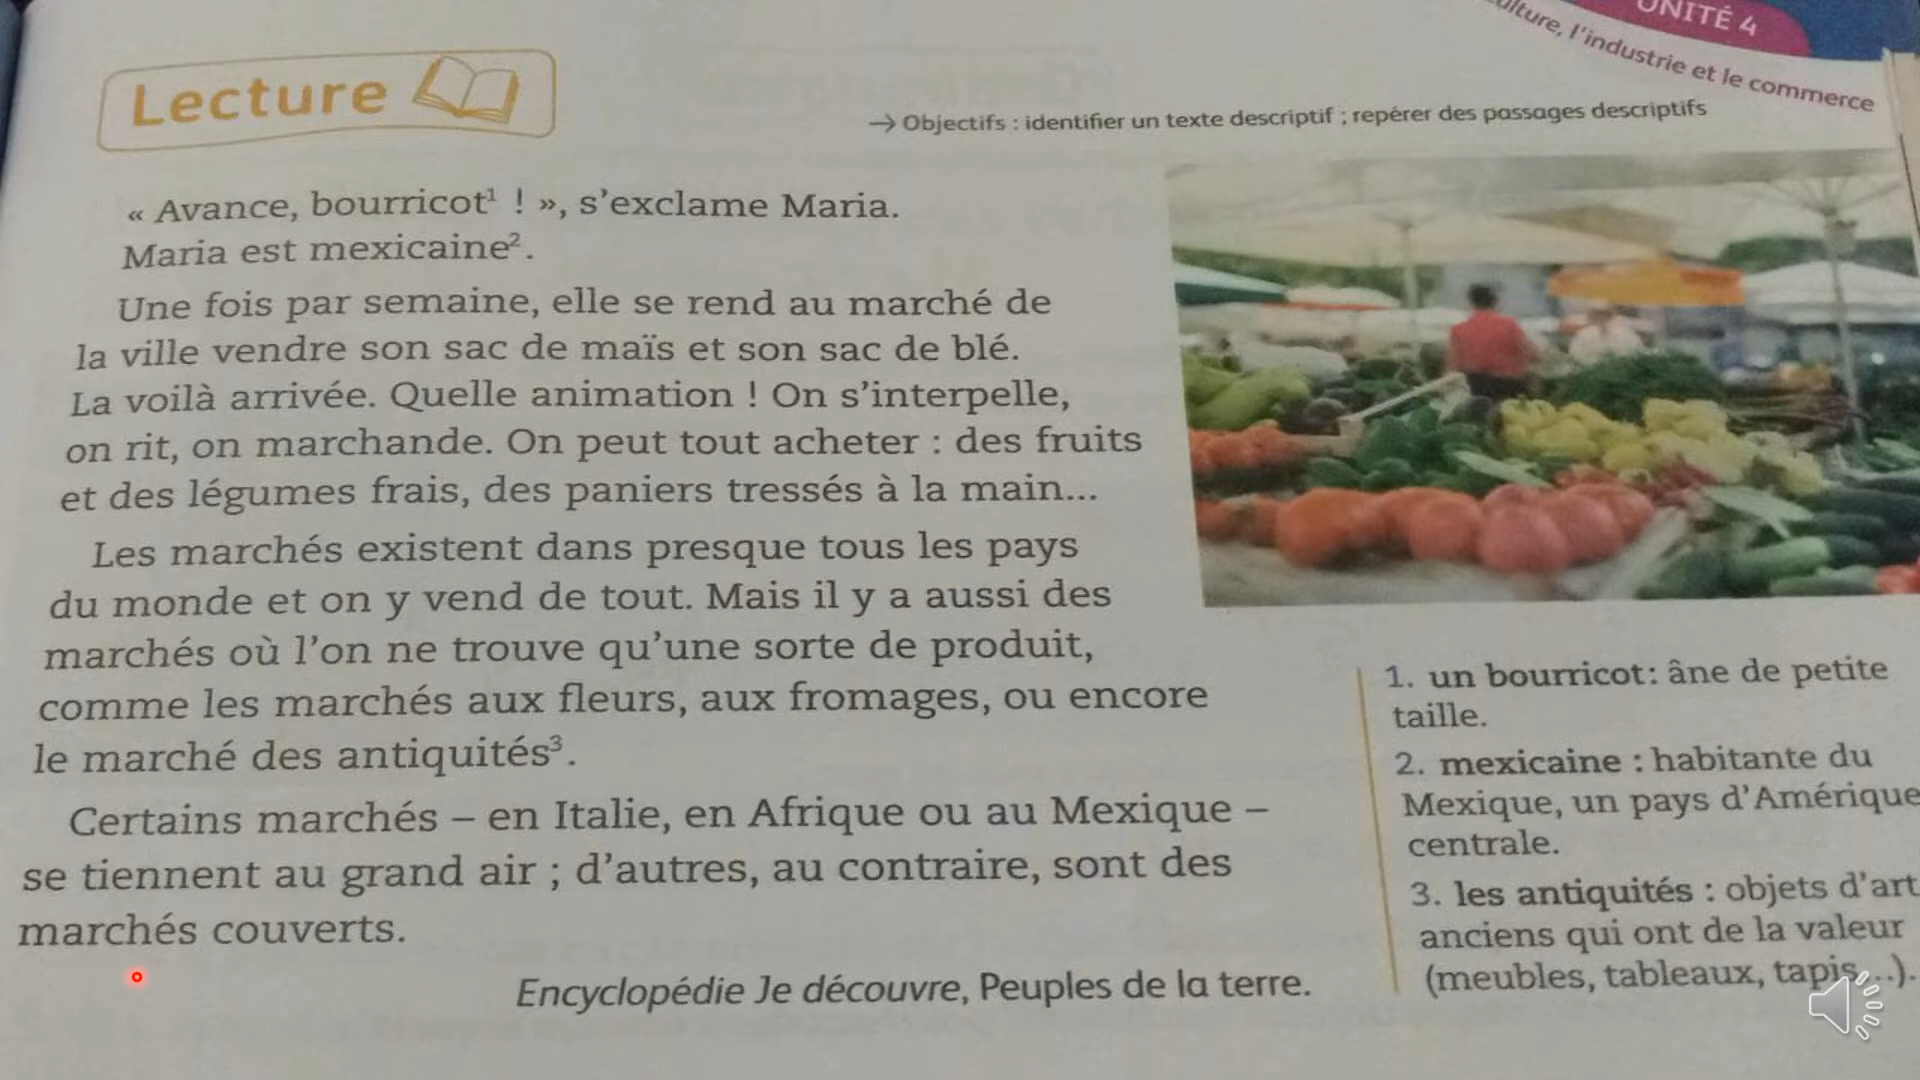 UNITÉ 4
l'industrie et le commerce
Lecture
→ Objectifs : identifier un texte descriptif ; repérer des passages descriptifs
« Avance, bourricot¹ ! », s'exclame Maria.
Maria est mexicaine².
Une fois par semaine, elle se rend au marché de
la ville vendre son sac de maïs et son sac de blé.
La voilà arrivée. Quelle animation ! On s'interpelle,
on rit, on marchande. On peut tout acheter : des fruits
et des légumes frais, des paniers tressés à la main...
Les marchés existent dans presque tous les pays
du monde et on y vend de tout. Mais il y a aussi des
marchés où l'on ne trouve qu'une sorte de produit,
comme les marchés aux fleurs, aux fromages, ou encore
le marché des antiquités³.
Certains marchés – en Italie, en Afrique ou au Mexique –
se tiennent au grand air ; d'autres, au contraire, sont des
marchés couverts.
Encyclopédie Je découvre, Peuples de la terre.
1. un bourricot : âne de petite
taille.
2. mexicaine : habitante du
Mexique, un pays d'Amérique
centrale.
3. les antiquités : objets d'art
anciens qui ont de la valeur
(meubles, tableaux, tapis...).